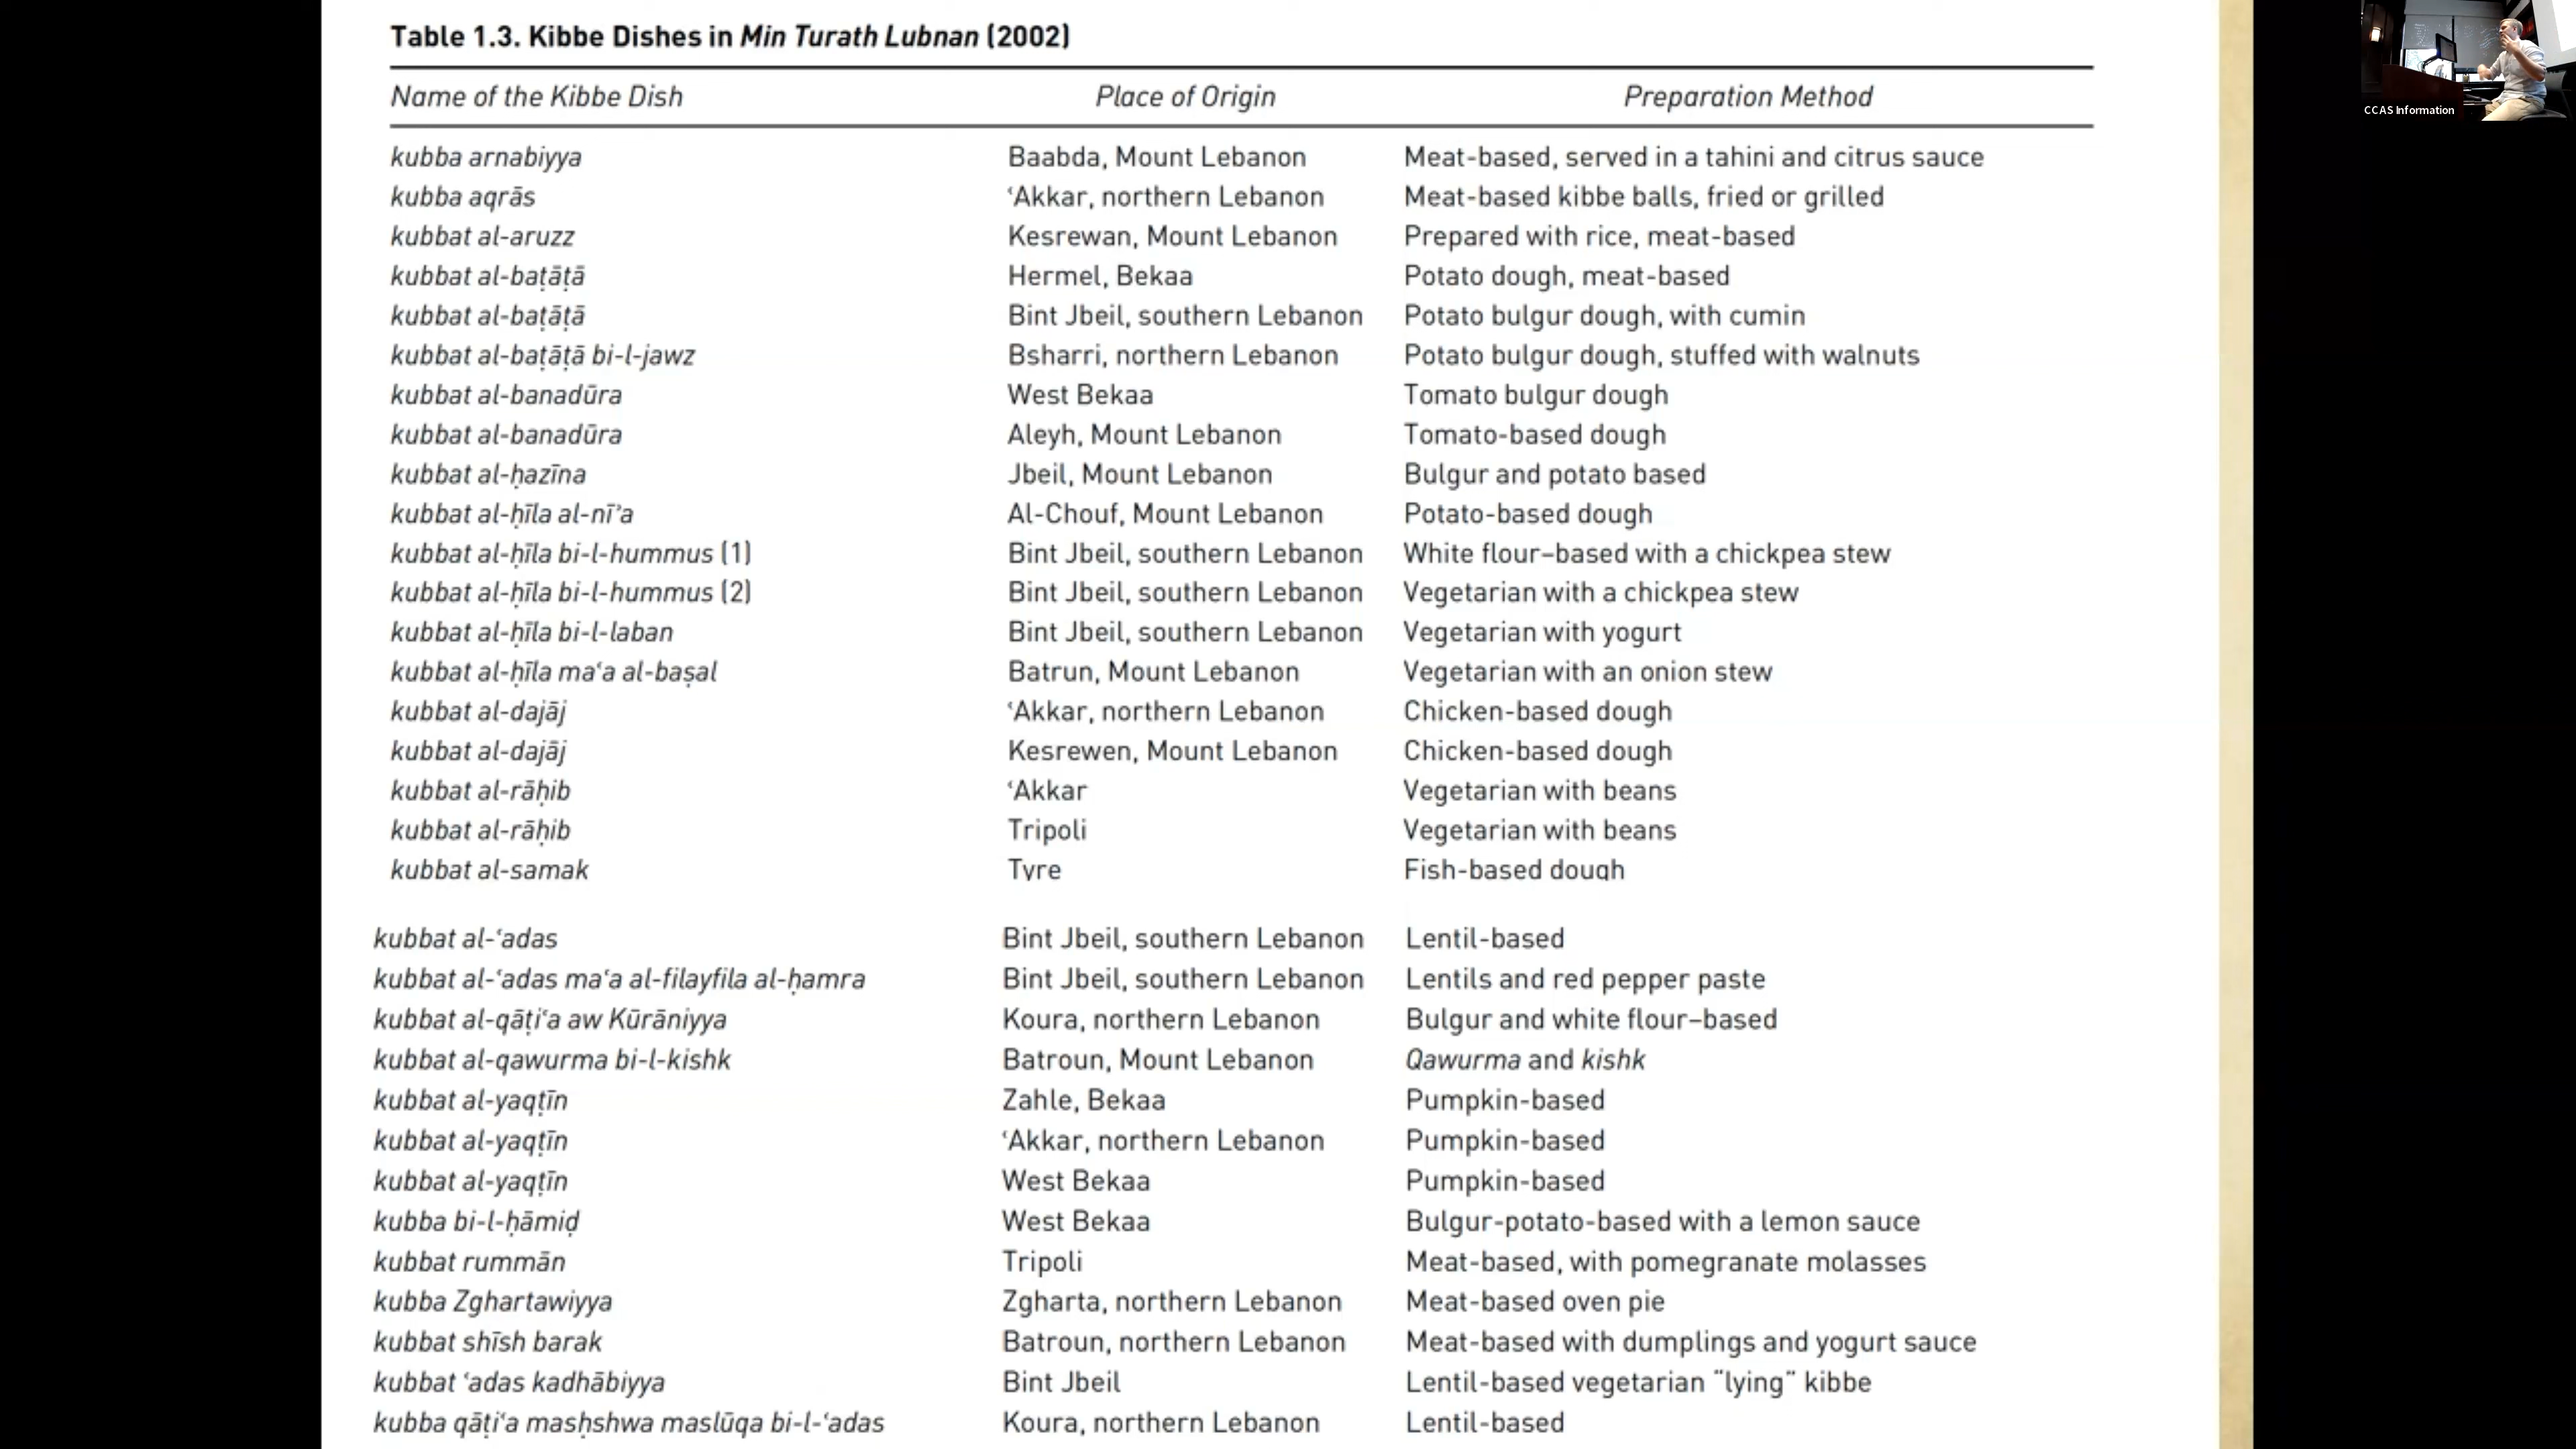 Table 1.3. Kibbe Dishes in Min Turath Lubnan (2002)
Name of the Kibbe Dish Place of Origin Preparation Method
kubba arnabiyya Baabda, Mount Lebanon Meat-based, served in a tahini and citrus sauce
kubba aqrās ʿAkkar, northern Lebanon Meat-based kibbe balls, fried or grilled
kubbat al-aruzz Kesrewan, Mount Lebanon Prepared with rice, meat-based
kubbat al-baṭāṭā Hermel, Bekaa Potato dough, meat-based
kubbat al-baṭāṭā Bint Jbeil, southern Lebanon Potato bulgur dough, with cumin
kubbat al-baṭāṭā bi-l-jawz Bsharri, northern Lebanon Potato bulgur dough, stuffed with walnuts
kubbat al-banadūra West Bekaa Tomato bulgur dough
kubbat al-banadūra Aleyh, Mount Lebanon Tomato-based dough
kubbat al-ḥazīna Jbeil, Mount Lebanon Bulgur and potato based
kubbat al-ḥīla al-nīʾa Al-Chouf, Mount Lebanon Potato-based dough
kubbat al-ḥīla bi-l-hummus (1) Bint Jbeil, southern Lebanon White flour–based with a chickpea stew
kubbat al-ḥīla bi-l-hummus (2) Bint Jbeil, southern Lebanon Vegetarian with a chickpea stew
kubbat al-ḥīla bi-l-laban Bint Jbeil, southern Lebanon Vegetarian with yogurt
kubbat al-ḥīla maʿa al-baṣal Batrun, Mount Lebanon Vegetarian with an onion stew
kubbat al-dajāj ʿAkkar, northern Lebanon Chicken-based dough
kubbat al-dajāj Kesrewen, Mount Lebanon Chicken-based dough
kubbat al-rāḥib ʿAkkar Vegetarian with beans
kubbat al-rāḥib Tripoli Vegetarian with beans
kubbat al-samak Tyre Fish-based dough
kubbat al-ʿadas Bint Jbeil, southern Lebanon Lentil-based
kubbat al-ʿadas maʿa al-filayfila al-ḥamra Bint Jbeil, southern Lebanon Lentils and red pepper paste
kubbat al-qāṭiʿa aw Kūrāniyya Koura, northern Lebanon Bulgur and white flour–based
kubbat al-qawurma bi-l-kishk Batroun, Mount Lebanon Qawurma and kishk
kubbat al-yaqṭīn Zahle, Bekaa Pumpkin-based
kubbat al-yaqṭīn ʿAkkar, northern Lebanon Pumpkin-based
kubbat al-yaqṭīn West Bekaa Pumpkin-based
kubba bi-l-ḥāmiḍ West Bekaa Bulgur-potato-based with a lemon sauce
kubbat rummān Tripoli Meat-based, with pomegranate molasses
kubba Zghartawiyya Zgharta, northern Lebanon Meat-based oven pie
kubbat shīsh barak Batroun, northern Lebanon Meat-based with dumplings and yogurt sauce
kubbat ʿadas kadhābiyya Bint Jbeil Lentil-based vegetarian “lying” kibbe
kubba qāṭiʿa maṣhshwa maslūqa bi-l-ʿadas Koura, northern Lebanon Lentil-based
CCAS Information